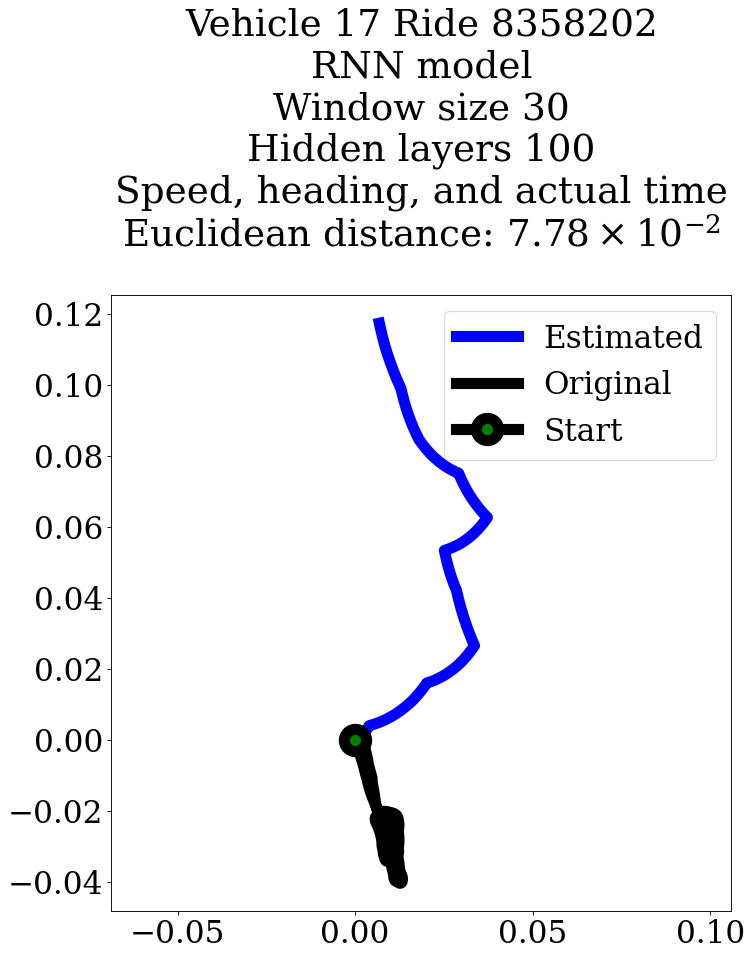 Vehicle 17 Ride 8358202
RNN model
Window size 30
Hidden layers 100
Speed, heading, and actual time
Euclidean distance: 7.78 × 10⁻²
0.12
0.10
0.08
0.06
0.04
0.02
0.00
−0.02
−0.04
Estimated
Original
Start
−0.05
0.00
0.05
0.10